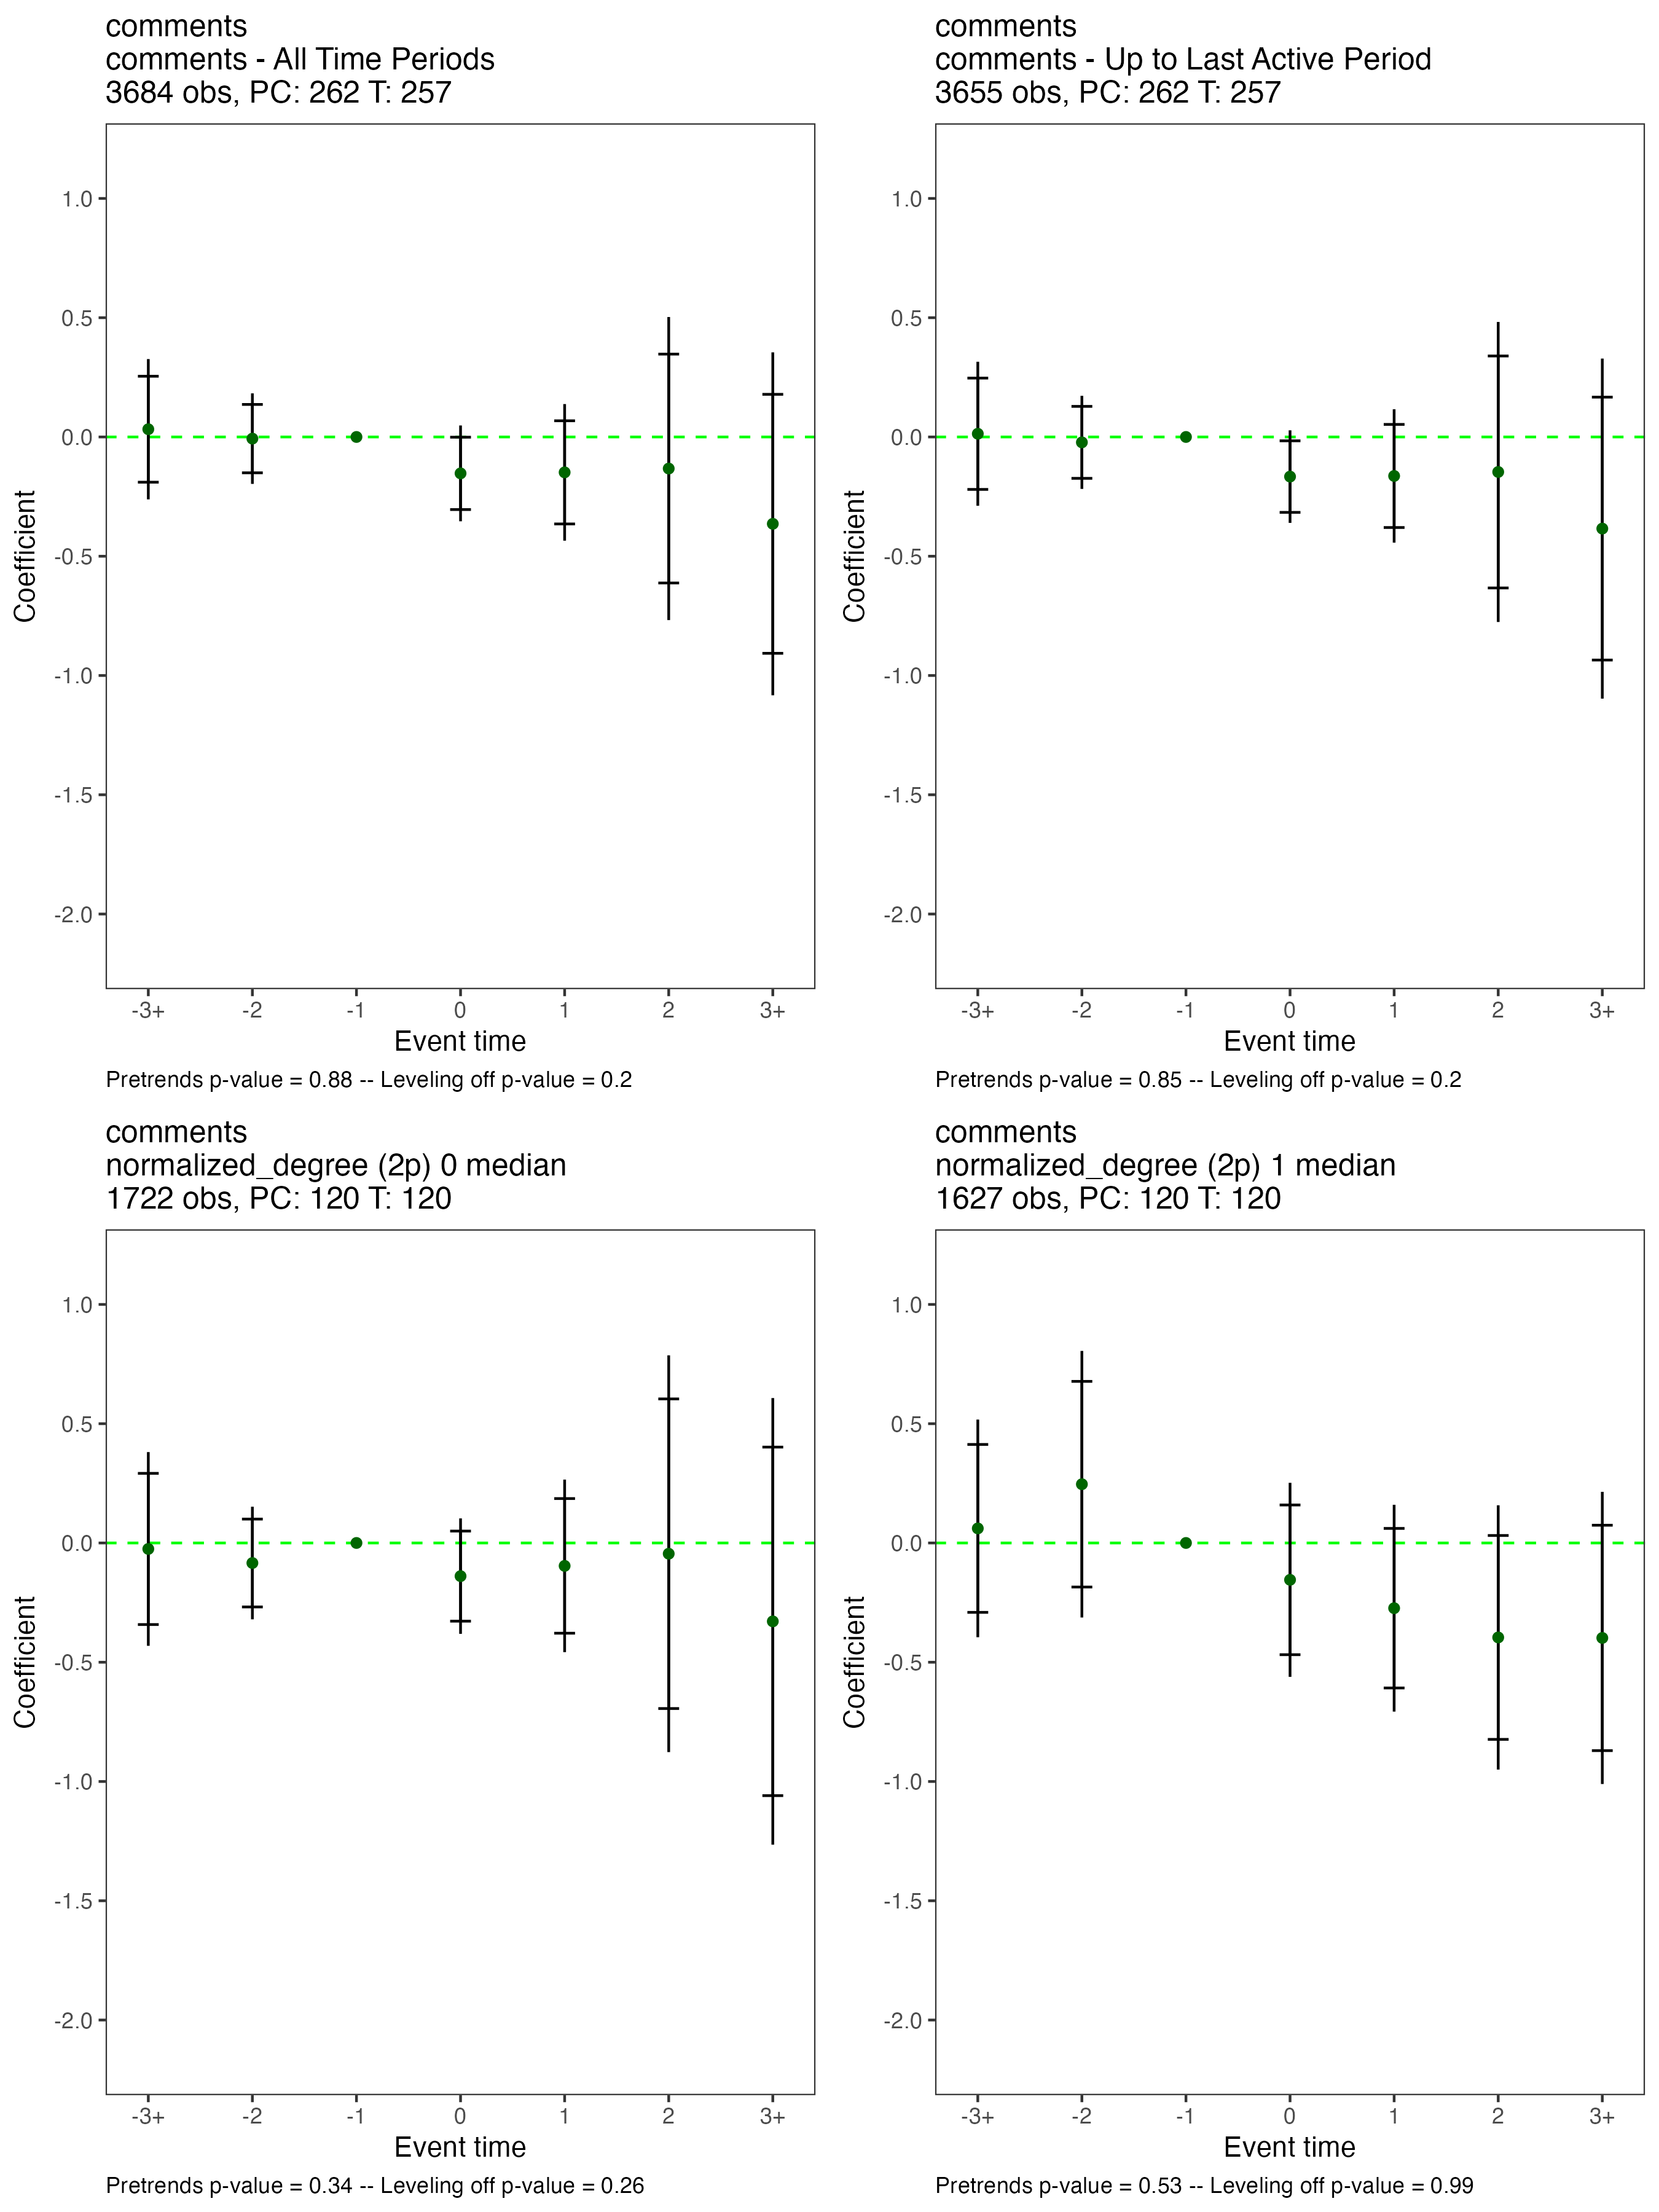 comments
comments - All Time Periods
3684 obs, PC: 262 T: 257
1.0
0.5
0.0
-0.5
-1.0
-1.5
-2.0
Coefficient
-3+ -2 -1 0 1 2 3+
Event time
Pretrends p-value = 0.88 -- Leveling off p-value = 0.2
comments
comments - Up to Last Active Period
3655 obs, PC: 262 T: 257
1.0
0.5
0.0
-0.5
-1.0
-1.5
-2.0
Coefficient
-3+ -2 -1 0 1 2 3+
Event time
Pretrends p-value = 0.85 -- Leveling off p-value = 0.2
comments
normalized_degree (2p) 0 median
1722 obs, PC: 120 T: 120
1.0
0.5
0.0
-0.5
-1.0
-1.5
-2.0
Coefficient
-3+ -2 -1 0 1 2 3+
Event time
Pretrends p-value = 0.34 -- Leveling off p-value = 0.26
comments
normalized_degree (2p) 1 median
1627 obs, PC: 120 T: 120
1.0
0.5
0.0
-0.5
-1.0
-1.5
-2.0
Coefficient
-3+ -2 -1 0 1 2 3+
Event time
Pretrends p-value = 0.53 -- Leveling off p-value = 0.99